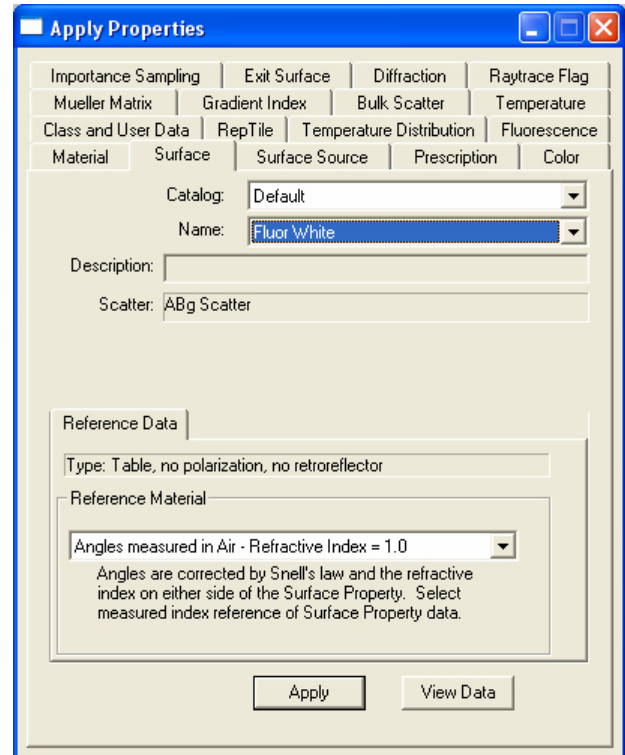 Apply Properties
Importance Sampling Exit Surface Diffraction Raytrace Flag
Mueller Matrix Gradient Index Bulk Scatter Temperature
Class and User Data RepTile Temperature Distribution Fluorescence
Material Surface Surface Source Prescription Color
Catalog: Default
Name: Fluor White
Description:
Scatter: ABg Scatter
Reference Data
Type: Table, no polarization, no retroreflector
Reference Material
Angles measured in Air - Refractive Index = 1.0
Angles are corrected by Snell's law and the refractive
index on either side of the Surface Property. Select
measured index reference of Surface Property data.
Apply View Data